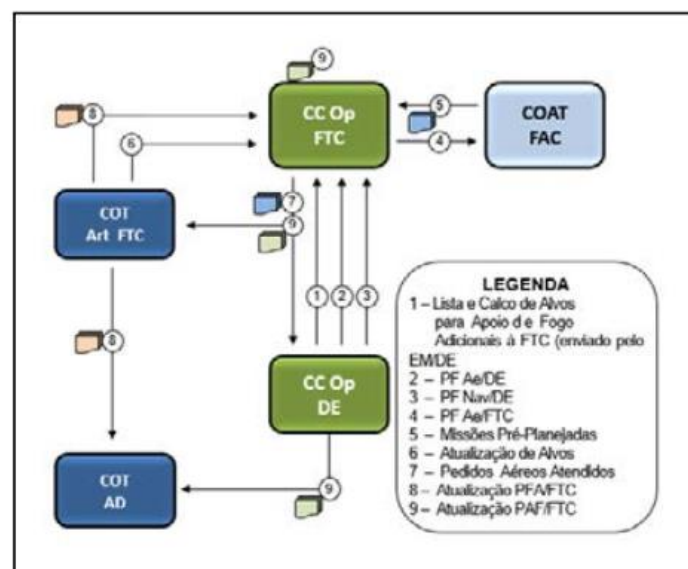 9
CC Op
FTC
5
COAT
FAC
4
8
6
COT
Art FTC
7
9
1
2
3
8
CC Op
DE
COT
AD
9
LEGENDA
1 – Lista e Calco de Alvos
para Apoio d e Fogo
Adicionais à FTC (enviado pelo
EM/DE
2 – PF Ae/DE
3 – PF Nav/DE
4 – PF Ae/FTC
5 – Missões Pré-Planejadas
6 – Atualização de Alvos
7 – Pedidos Aéreos Atendidos
8 – Atualização PFA/FTC
9 – Atualização PAF/FTC